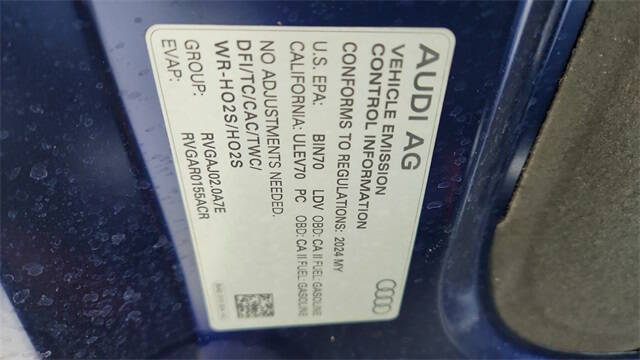 AUDI AG
VEHICLE EMISSION
CONTROL INFORMATION
CONFORMS TO REGULATIONS: 2024 MY
U.S. EPA: BIN70 LDV OBD: CA II FUEL: GASOLINE
CALIFORNIA: ULEV70 PC OBD: CA II FUEL: GASOLINE
NO ADJUSTMENTS NEEDED.
DFI/TC/CAC/TWC/
WR-HO2S/HO2S
GROUP: RVGAJ02.0A7E
EVAP: RVGAR0155ACR